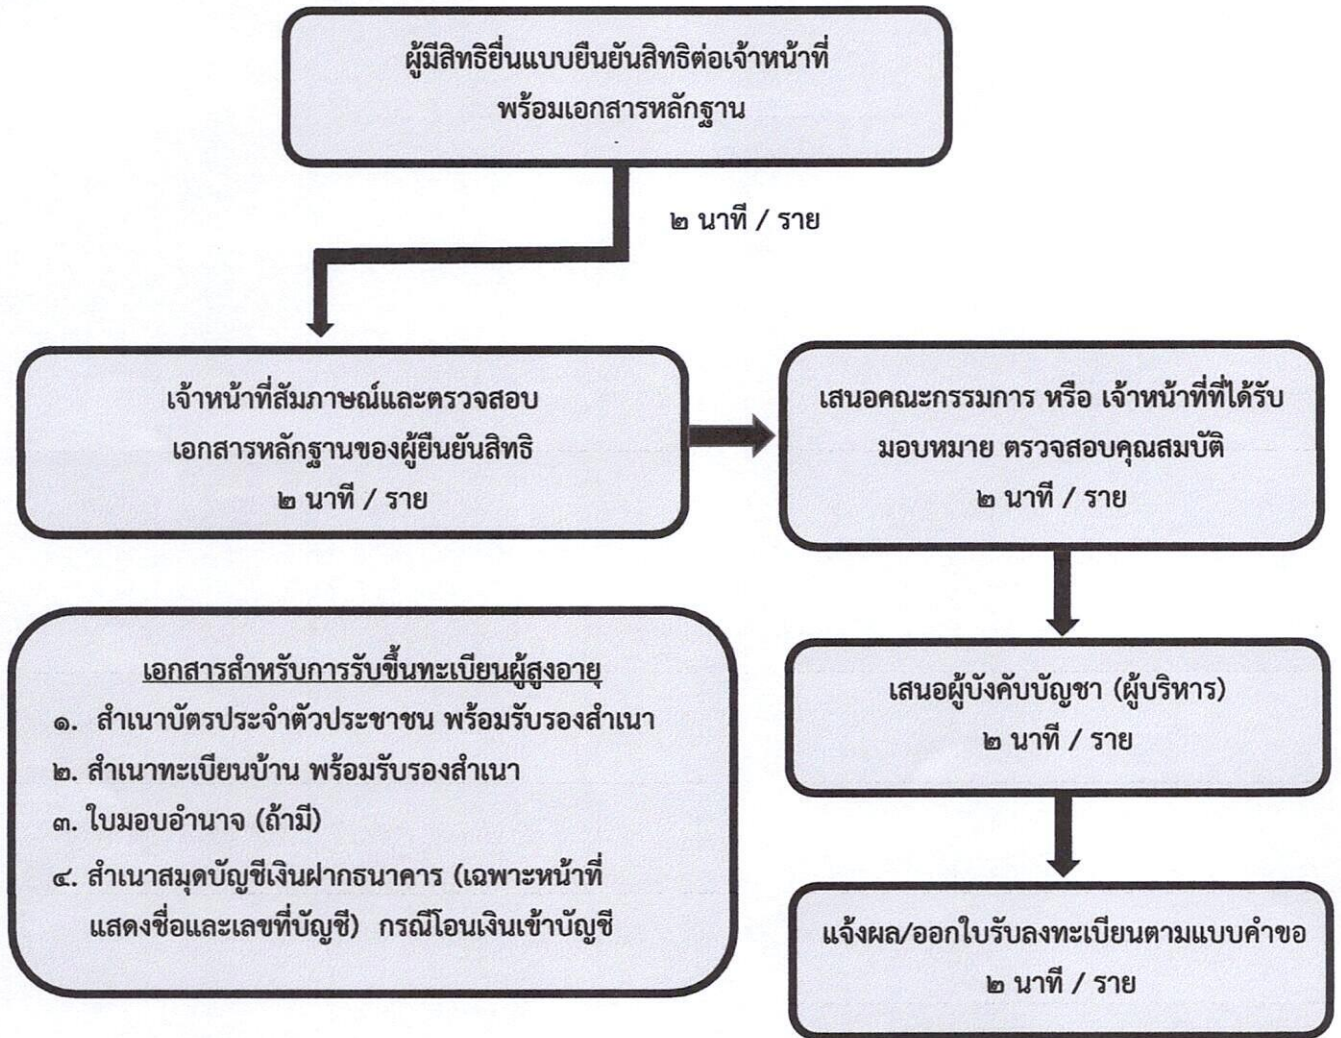 ผู้มีสิทธิยื่นแบบยืนยันสิทธิต่อเจ้าหน้าที่
พร้อมเอกสารหลักฐาน
๒ นาที / ราย
เจ้าหน้าที่สัมภาษณ์และตรวจสอบ
เอกสารหลักฐานของผู้ยืนยันสิทธิ
๒ นาที / ราย
เสนอคณะกรรมการ หรือ เจ้าหน้าที่ที่ได้รับ
มอบหมาย ตรวจสอบคุณสมบัติ
๒ นาที / ราย
เสนอผู้บังคับบัญชา (ผู้บริหาร)
๒ นาที / ราย
แจ้งผล/ออกใบรับลงทะเบียนตามแบบคำขอ
๒ นาที / ราย
เอกสารสำหรับการรับขึ้นทะเบียนผู้สูงอายุ
๑. สำเนาบัตรประจำตัวประชาชน พร้อมรับรองสำเนา
๒. สำเนาทะเบียนบ้าน พร้อมรับรองสำเนา
๓. ใบมอบอำนาจ (ถ้ามี)
๔. สำเนาสมุดบัญชีเงินฝากธนาคาร (เฉพาะหน้าที่
แสดงชื่อและเลขที่บัญชี) กรณีโอนเงินเข้าบัญชี